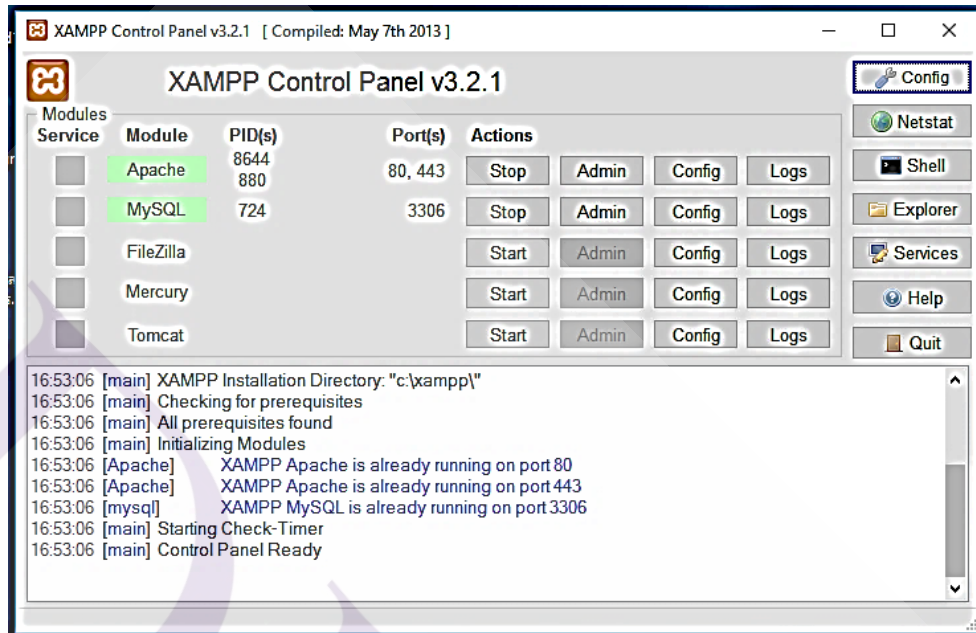 XAMPP Control Panel v3.2.1 [ Compiled: May 7th 2013 ]
XAMPP Control Panel v3.2.1
Config
Netstat
Shell
Explorer
Services
Help
Quit
Modules
Service Module PID(s) Port(s) Actions
Apache 8644 880 80, 443 Stop Admin Config Logs
MySQL 724 3306 Stop Admin Config Logs
FileZilla Start Admin Config Logs
Mercury Start Admin Config Logs
Tomcat Start Admin Config Logs
16:53:06 [main] XAMPP Installation Directory: "c:\xampp\"
16:53:06 [main] Checking for prerequisites
16:53:06 [main] All prerequisites found
16:53:06 [main] Initializing Modules
16:53:06 [Apache] XAMPP Apache is already running on port 80
16:53:06 [Apache] XAMPP Apache is already running on port 443
16:53:06 [mysql] XAMPP MySQL is already running on port 3306
16:53:06 [main] Starting Check-Timer
16:53:06 [main] Control Panel Ready